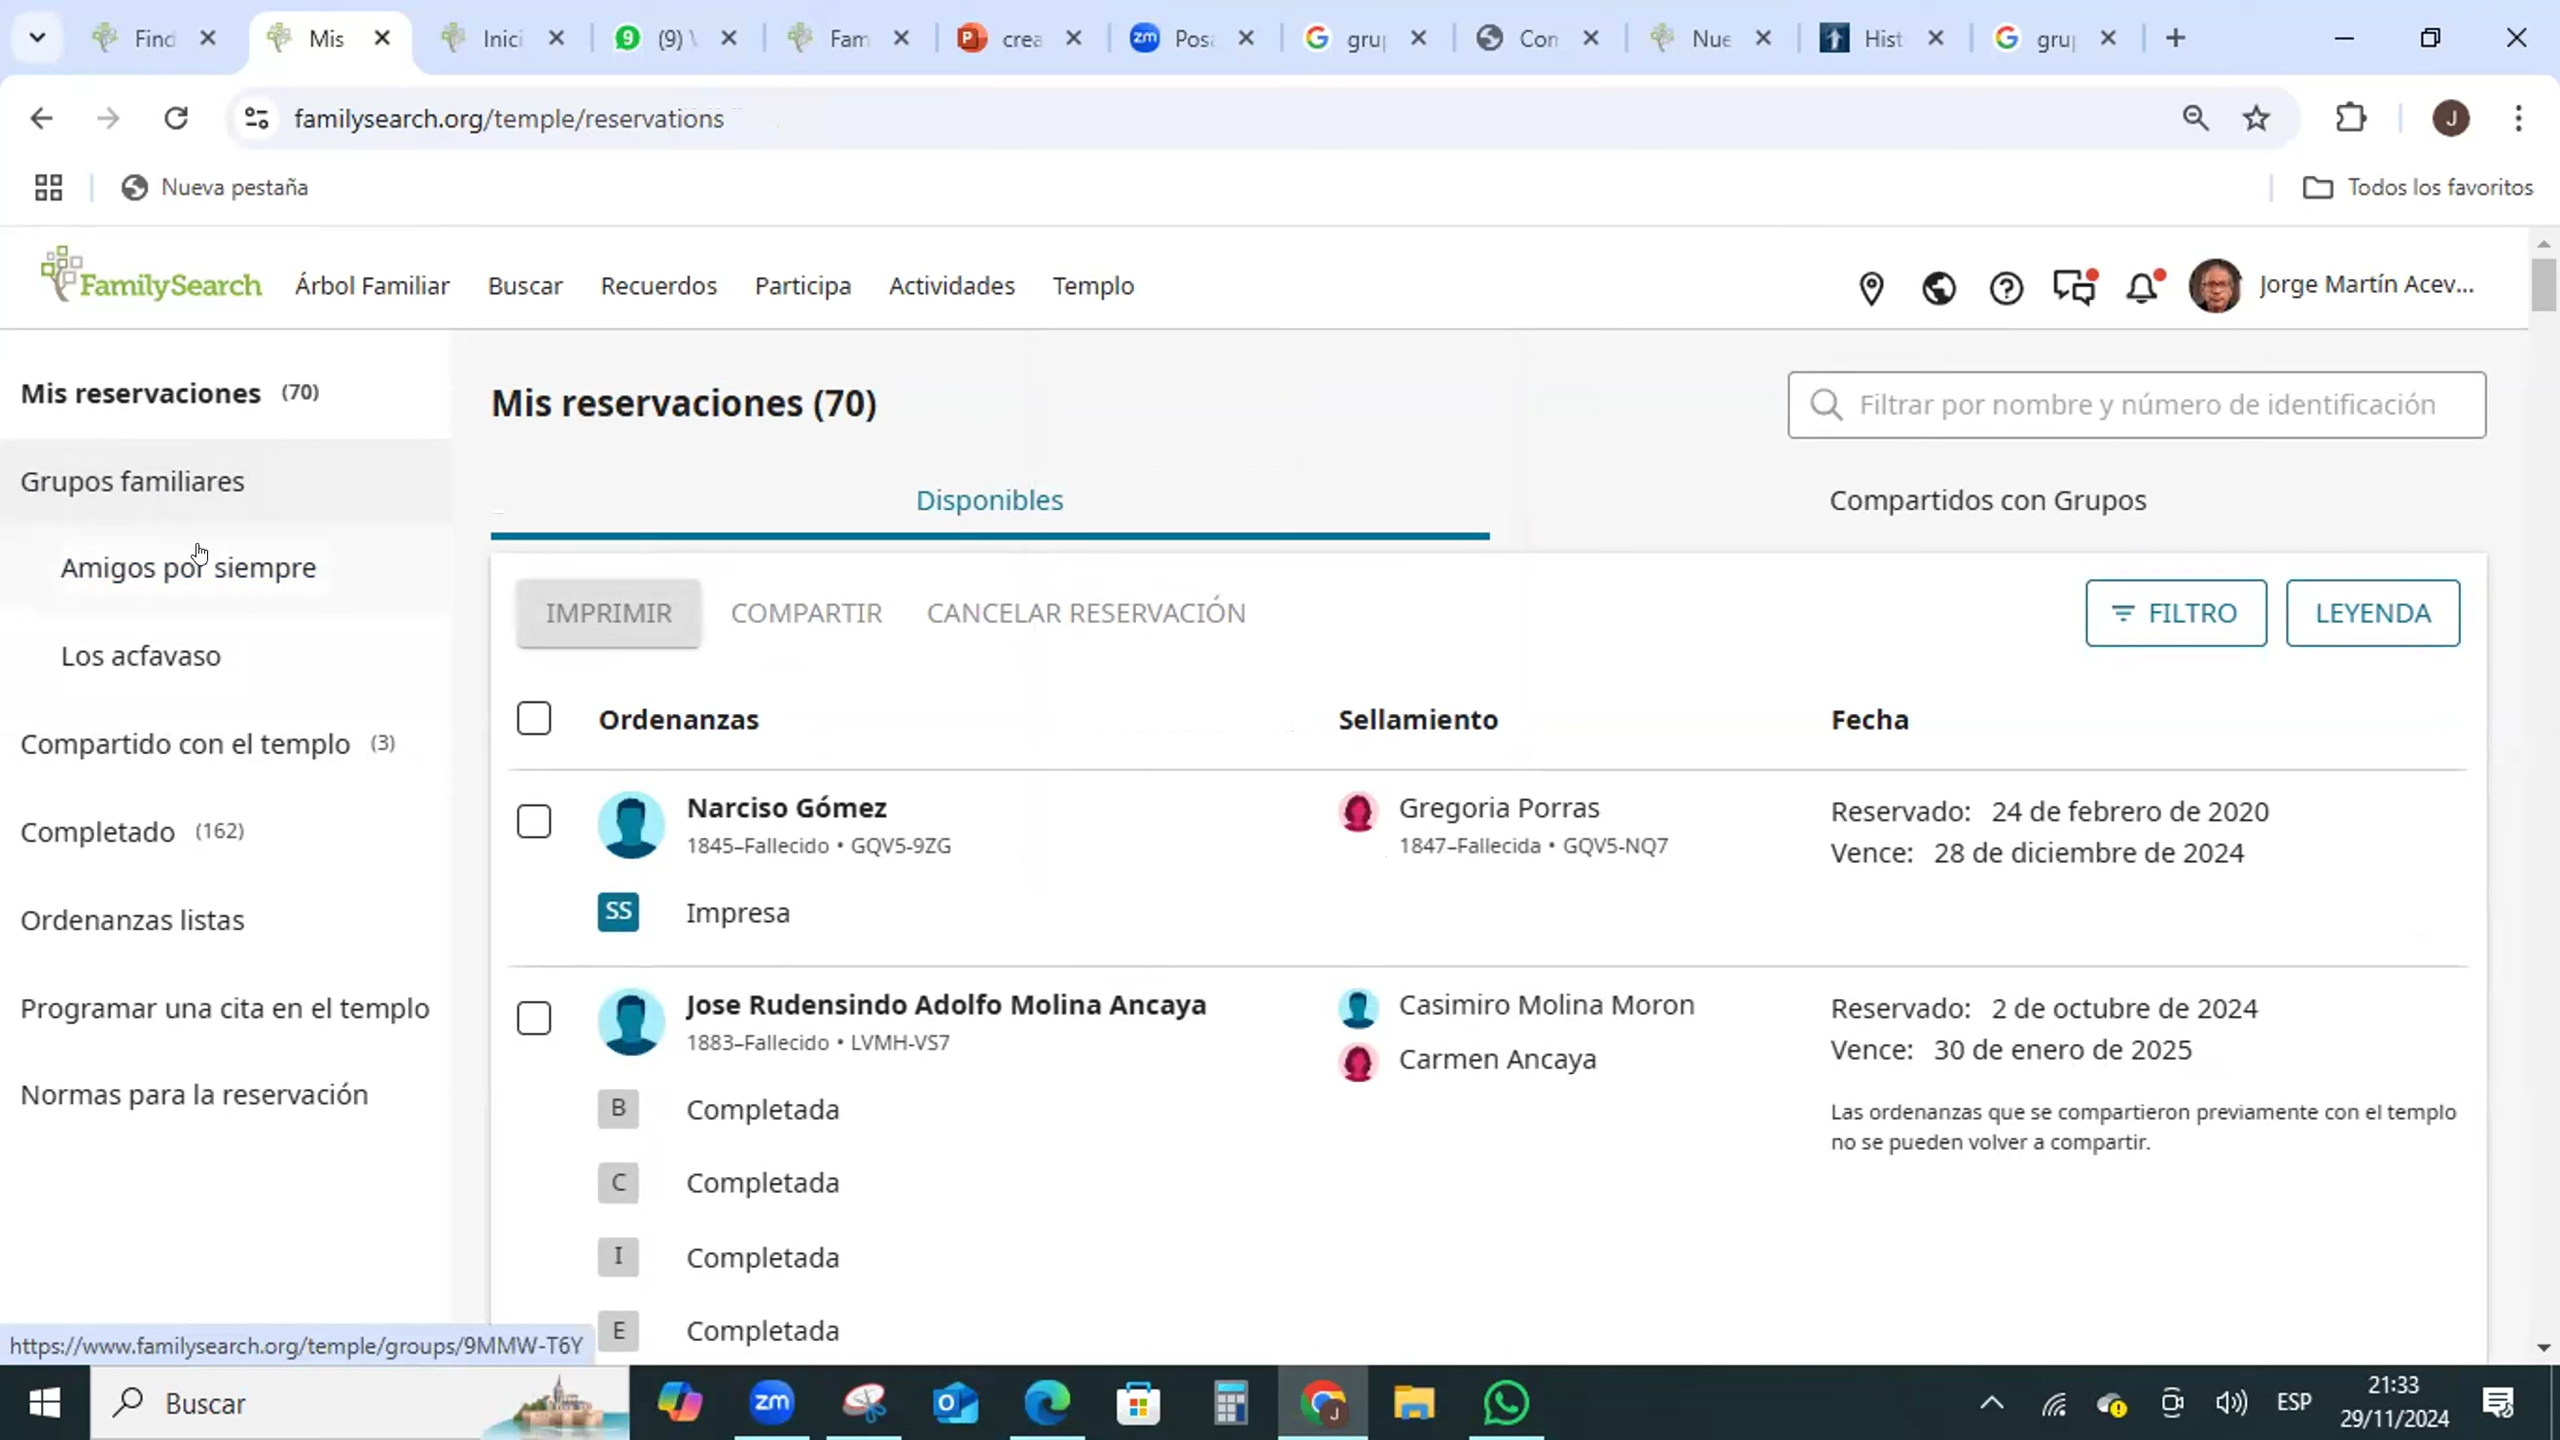 Find
Mis
Inici
(9)
Fam
crea
Posa
gru
Con
Nue
Hist
gru
familysearch.org/temple/reservations
J
Nueva pestaña
Todos los favoritos
FamilySearch
Árbol Familiar
Buscar
Recuerdos
Participa
Actividades
Templo
Jorge Martín Acev...
Mis reservaciones (70)
Grupos familiares
Amigos por siempre
Los acfavaso
Compartido con el templo (3)
Completado (162)
Ordenanzas listas
Programar una cita en el templo
Normas para la reservación
Mis reservaciones (70)
Filtrar por nombre y número de identificación
Disponibles
Compartidos con Grupos
IMPRIMIR
COMPARTIR
CANCELAR RESERVACIÓN
FILTRO
LEYENDA
Ordenanzas
Sellamiento
Fecha
Narciso Gómez
1845–Fallecido • GQV5-9ZG
Gregoria Porras
1847–Fallecida • GQV5-NQ7
Reservado: 24 de febrero de 2020
Vence: 28 de diciembre de 2024
SS Impresa
Jose Rudensindo Adolfo Molina Ancaya
1883–Fallecido • LVMH-VS7
Casimiro Molina Moron
Carmen Ancaya
Reservado: 2 de octubre de 2024
Vence: 30 de enero de 2025
Las ordenanzas que se compartieron previamente con el templo
no se pueden volver a compartir.
B Completada
C Completada
I Completada
E Completada
https://www.familysearch.org/temple/groups/9MMW-T6Y
Buscar
zm
ESP
21:33
29/11/2024